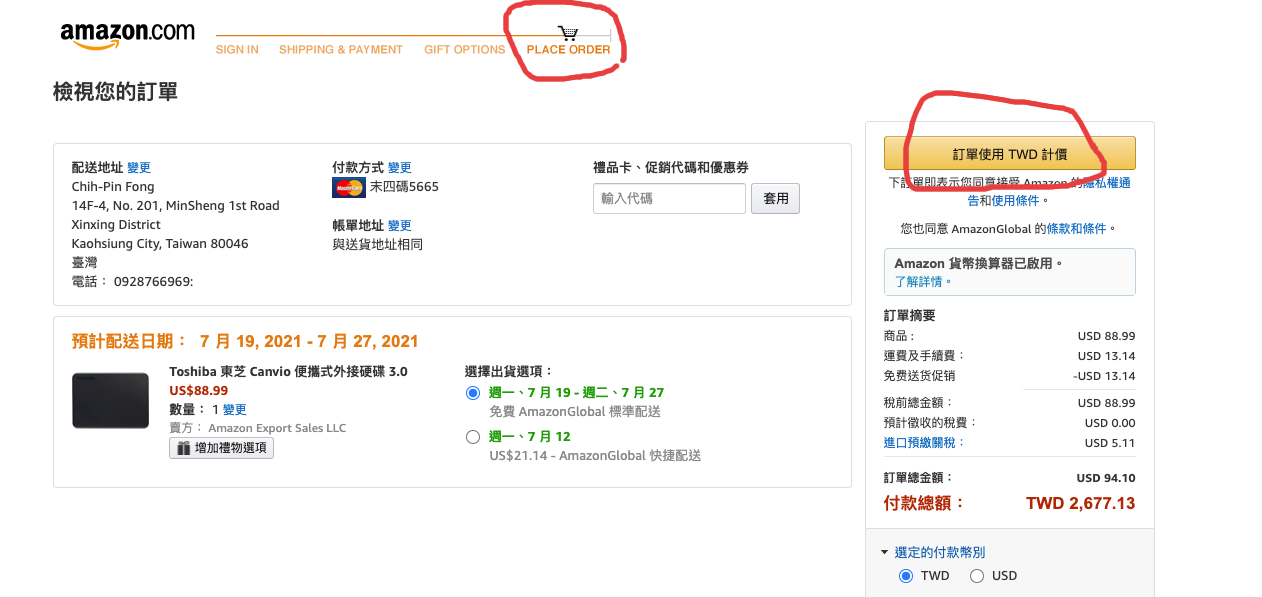 amazon.com
SIGN IN SHIPPING & PAYMENT GIFT OPTIONS PLACE ORDER
檢視您的訂單
配送地址 變更
Chih-Pin Fong
14F-4, No. 201, MinSheng 1st Road
Xinxing District
Kaohsiung City, Taiwan 80046
臺灣
電話： 0928766969:
付款方式 變更
MasterCard 末四碼5665
帳單地址 變更
與送貨地址相同
禮品卡、促銷代碼和優惠券
輸入代碼 套用
預計配送日期： 7 月 19, 2021 - 7 月 27, 2021
Toshiba 東芝 Canvio 便攜式外接硬碟 3.0
US$88.99
數量： 1 變更
賣方： Amazon Export Sales LLC
增加禮物選項
選擇出貨選項：
週一、7 月 19 - 週二、7 月 27
免費 AmazonGlobal 標準配送
週一、7 月 12
US$21.14 - AmazonGlobal 快捷配送
訂單使用 TWD 計價
下訂單即表示您同意接受 Amazon 的隱私權通
告和使用條件。
您也同意 AmazonGlobal 的條款和條件。
Amazon 貨幣換算器已啟用。
了解詳情。
訂單摘要
商品 : USD 88.99
運費及手續費： USD 13.14
免费送货促销 -USD 13.14
稅前總金額： USD 88.99
預計徵收的稅費： USD 0.00
進口預繳關稅： USD 5.11
訂單總金額： USD 94.10
付款總額： TWD 2,677.13
選定的付款幣別
TWD USD